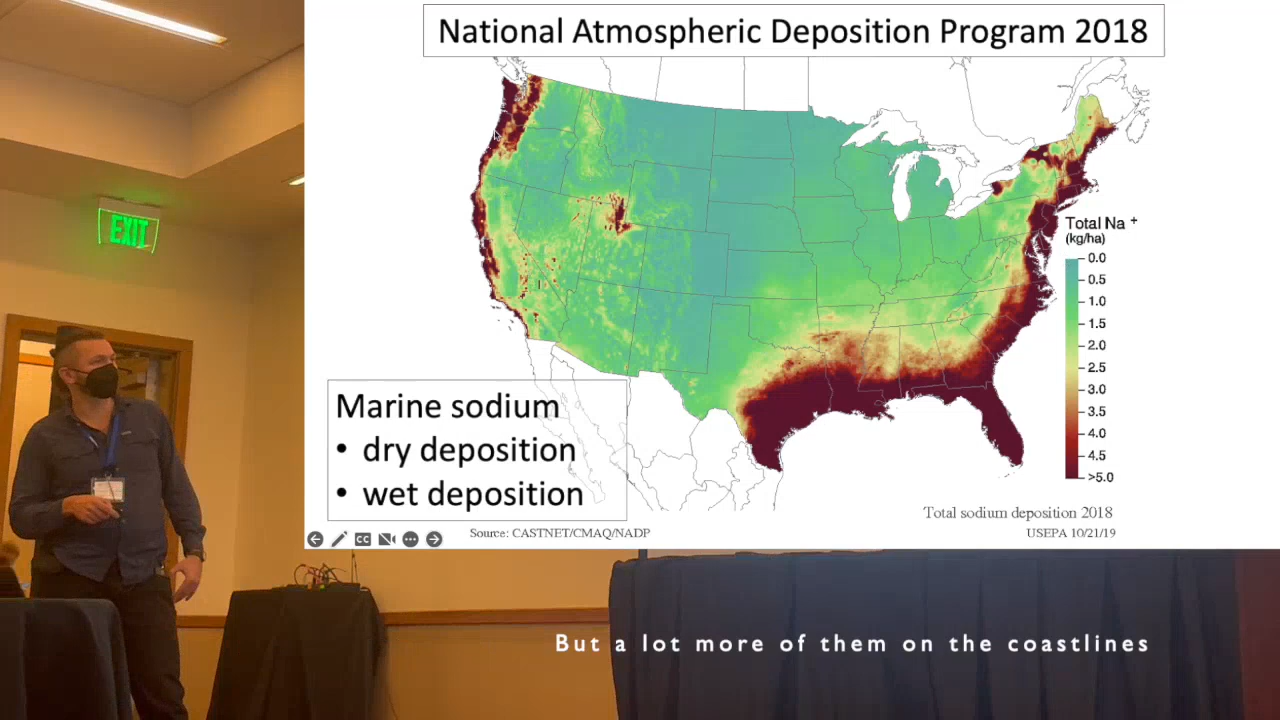 National Atmospheric Deposition Program 2018
EXIT
Total Na +
(kg/ha)
0.0
0.5
1.0
1.5
2.0
2.5
3.0
3.5
4.0
4.5
>5.0
Marine sodium
• dry deposition
• wet deposition
Total sodium deposition 2018
CC
Source: CASTNET/CMAQ/NADP
USEPA 10/21/19
But a lot more of them on the coastlines